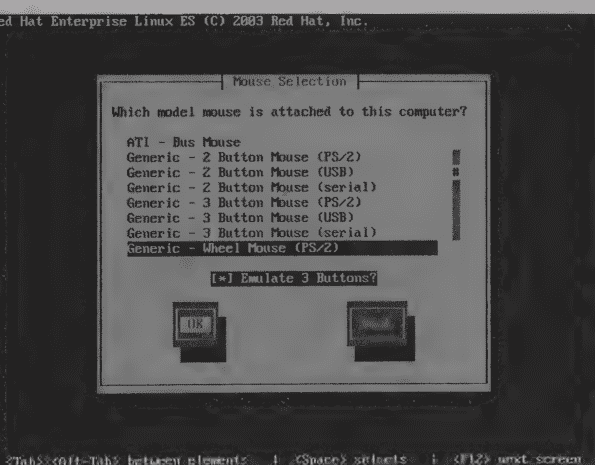 ed Hat Enterprise Linux ES (C) 2003 Red Hat, Inc.
Mouse Selection
Which model mouse is attached to this computer?
ATI - Bus Mouse
Generic - 2 Button Mouse (PS/2)
Generic - 2 Button Mouse (USB)
Generic - 2 Button Mouse (serial)
Generic - 3 Button Mouse (PS/2)
Generic - 3 Button Mouse (USB)
Generic - 3 Button Mouse (serial)
Generic - Wheel Mouse (PS/2)
[*] Emulate 3 Buttons?
OK
<Tab>/<Alt-Tab> between elements | <Space> selects | <F12> next screen